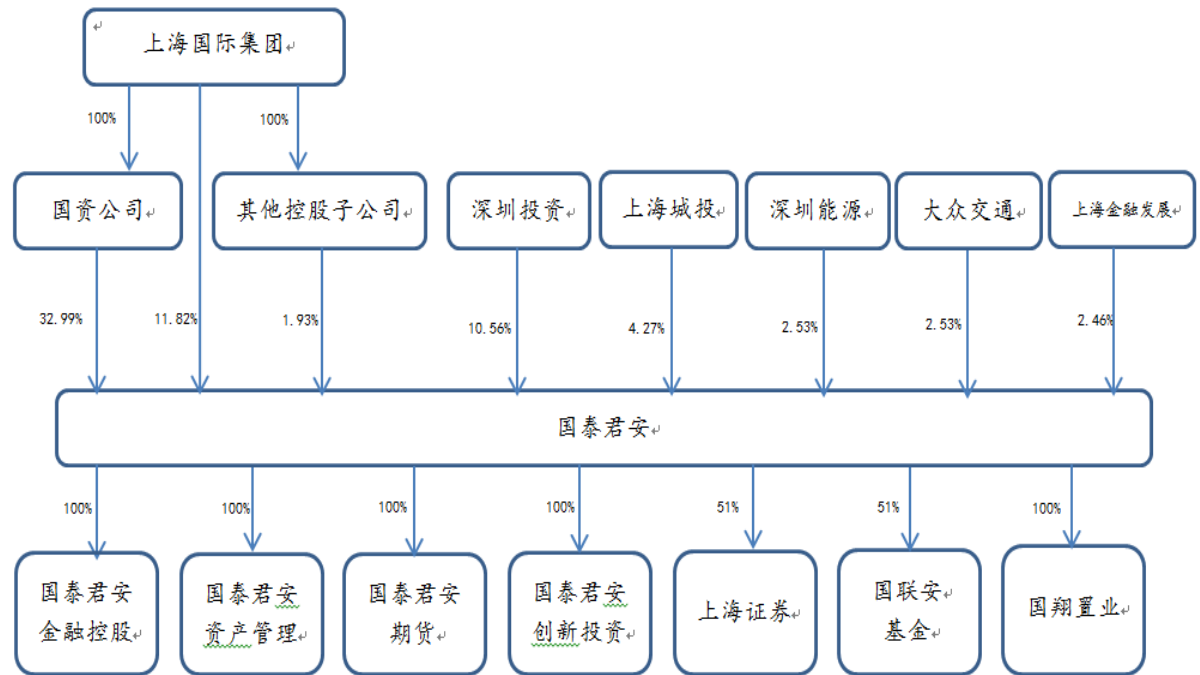 上海国际集团
100%
100%
国资公司
其他控股子公司
深圳投资
上海城投
深圳能源
大众交通
上海金融发展
32.99%
11.82%
1.93%
10.56%
4.27%
2.53%
2.53%
2.46%
国泰君安
100%
100%
100%
100%
51%
51%
100%
国泰君安
金融控股
国泰君安
资产管理
国泰君安
期货
国泰君安
创新投资
上海证券
国联安
基金
国翔置业